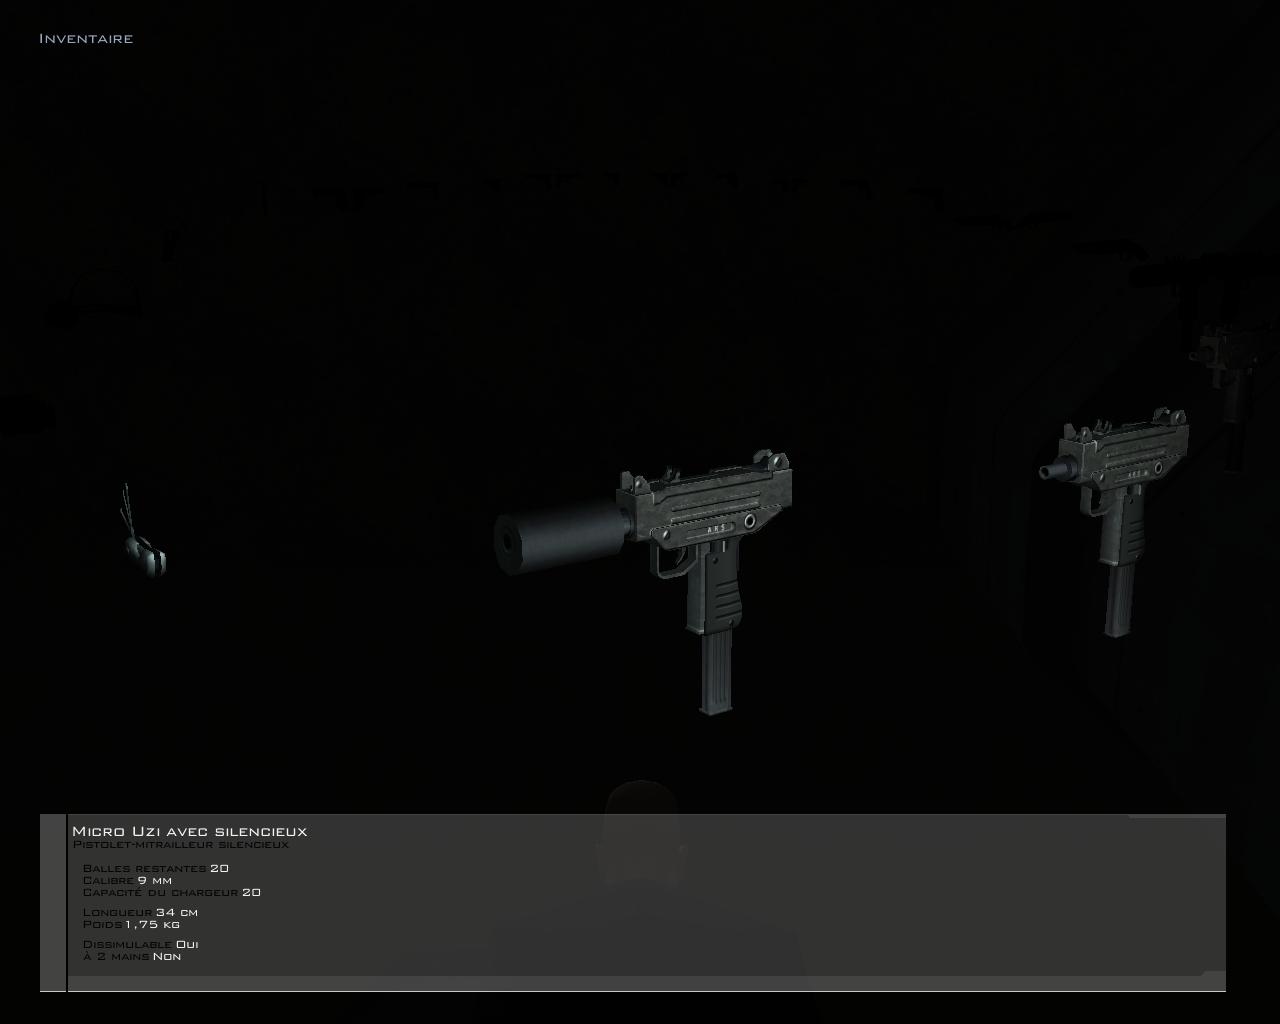 Inventaire
Micro Uzi avec silencieux
Pistolet-mitrailleur silencieux
Balles restantes 20
Calibre 9 mm
Capacité du chargeur 20
Longueur 34 cm
Poids 1,75 kg
Dissimulable Oui
À 2 mains Non